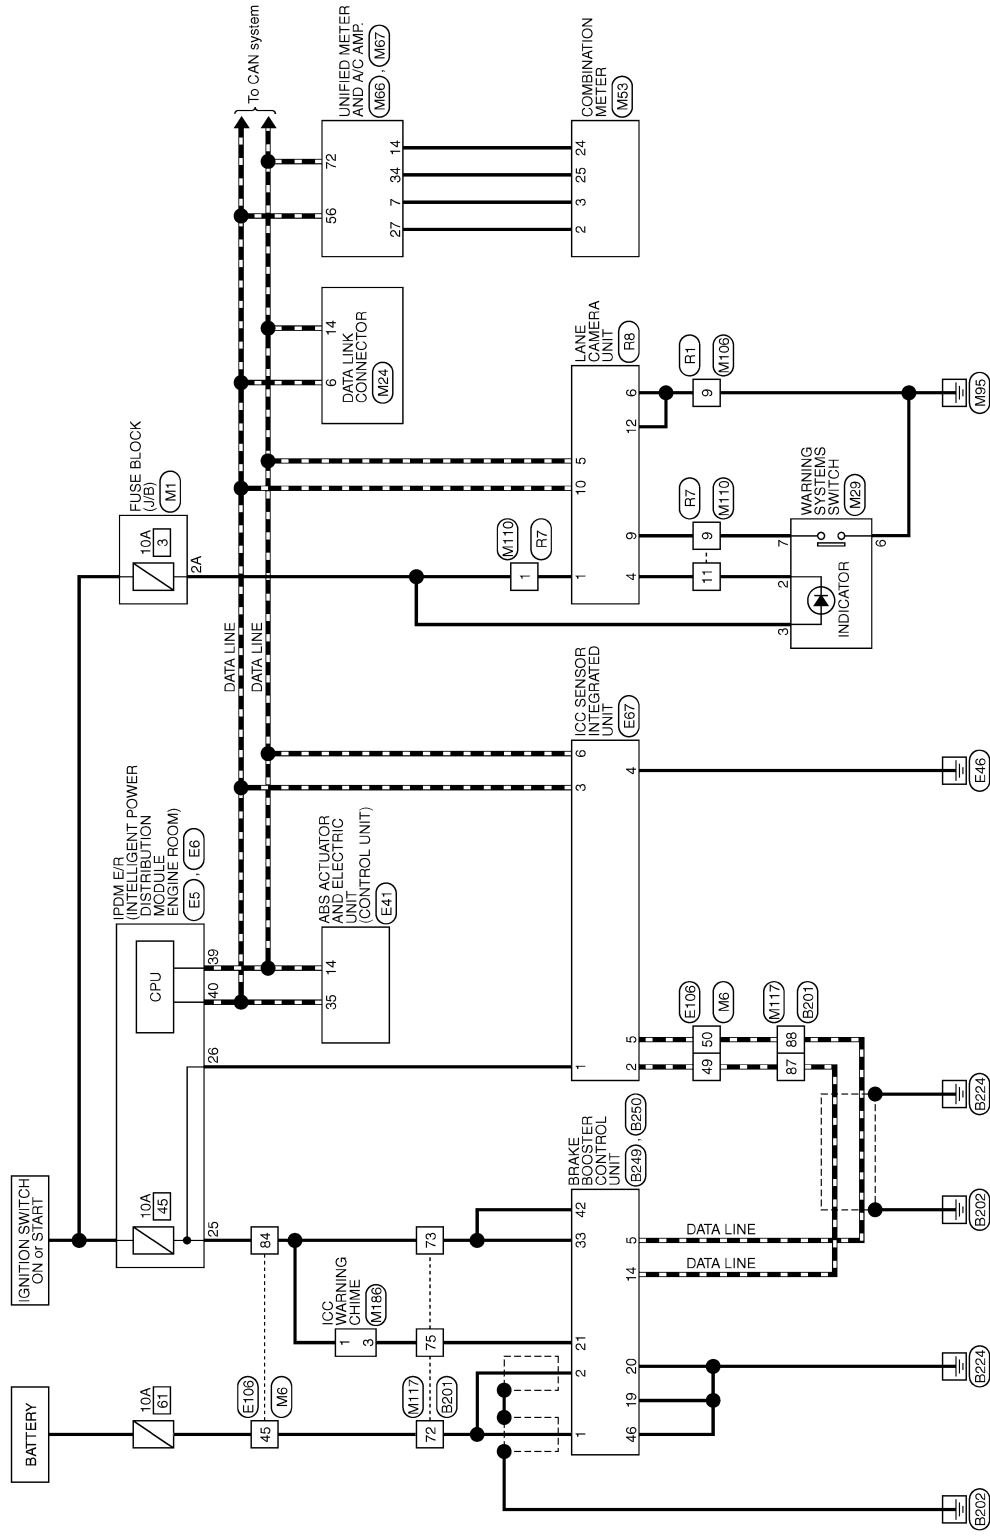 BATTERY
10A
61
E106
M6
45
M117
B201
72
IGNITION SWITCH
ON or START
10A
45
25
26
84
ICC
WARNING
CHIME
M186
1
3
75
73
IPDM E/R
(INTELLIGENT POWER
DISTRIBUTION
MODULE
ENGINE ROOM)
E5 , E6
CPU
40
39
ABS ACTUATOR
AND ELECTRIC
UNIT
(CONTROL UNIT)
E41
35
14
BRAKE
BOOSTER
CONTROL
UNIT
B249 , B250
1
2
21
33
42
46
19
20
14
5
DATA LINE
DATA LINE
B202
B224
B202
B224
ICC SENSOR
INTEGRATED
UNIT
E67
1
3
6
2
5
4
49
50
E106
M6
87
88
M117
B201
E46
DATA LINE
DATA LINE
FUSE BLOCK
(J/B)
M1
10A
3
2A
1
M110
R7
LANE
CAMERA
UNIT
R8
1
10
5
4
9
12
6
11
9
R7
M110
9
R1
M106
WARNING
SYSTEMS
SWITCH
M29
3
2
7
6
INDICATOR
M95
DATA LINK
CONNECTOR
M24
6
14
UNIFIED METER
AND A/C AMP.
M66 , M67
56
72
27
7
34
14
COMBINATION
METER
M53
2
3
25
24
To CAN system